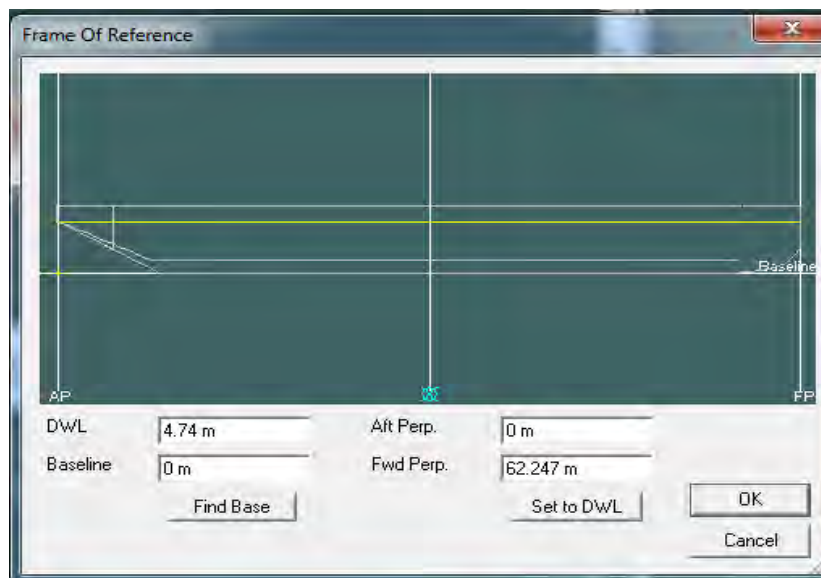 Frame Of Reference
Baseline
AP
FP
DWL
4.74 m
Aft Perp.
0 m
Baseline
0 m
Fwd Perp.
62.247 m
Find Base
Set to DWL
OK
Cancel